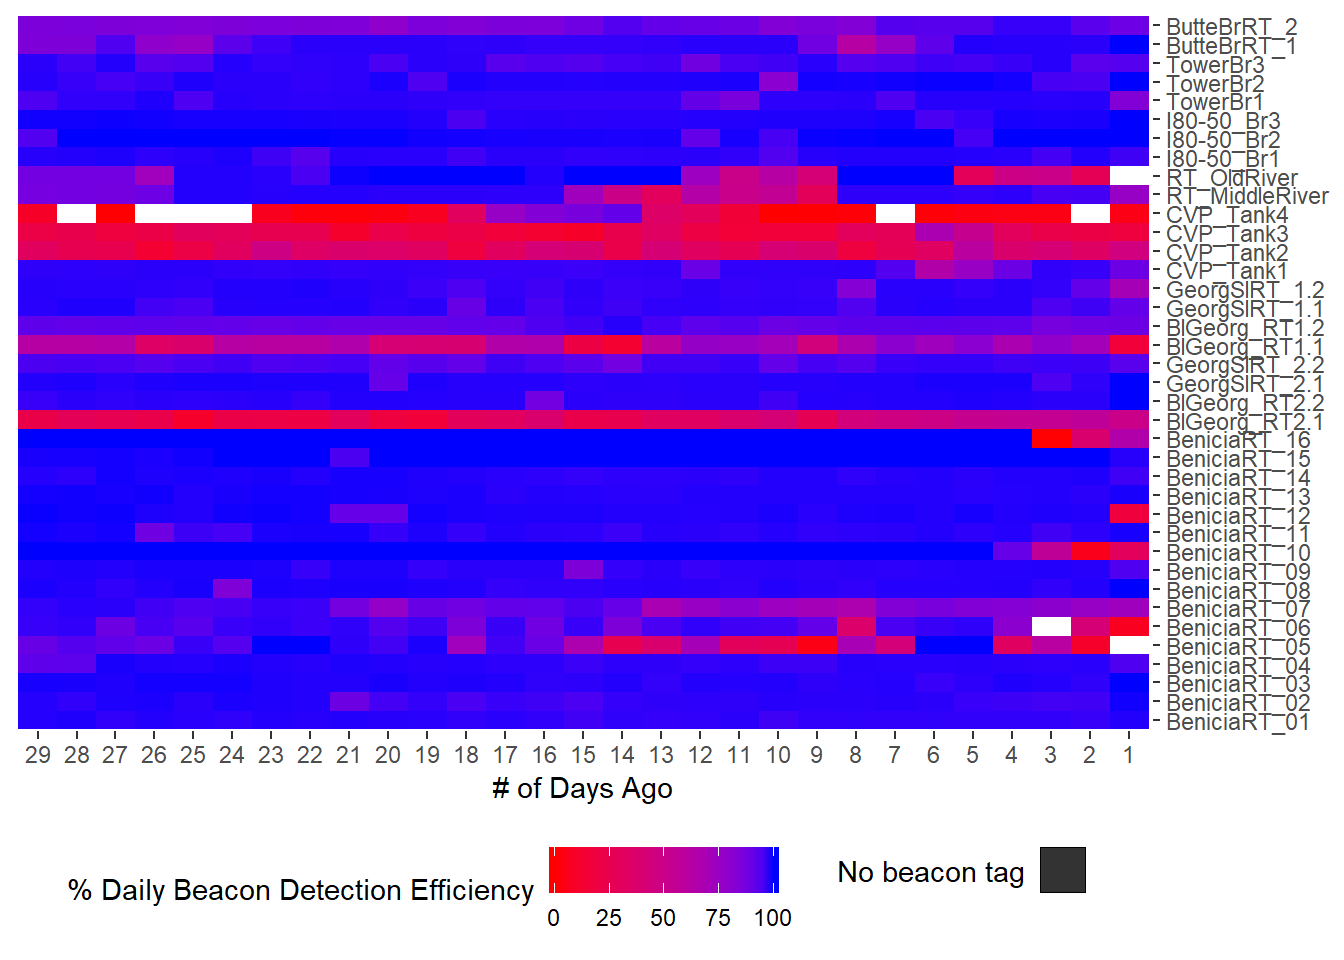 ButteBrRT_2
ButteBrRT_1
TowerBr3
TowerBr2
TowerBr1
I80-50_Br3
I80-50_Br2
I80-50_Br1
RT_OldRiver
RT_MiddleRiver
CVP_Tank4
CVP_Tank3
CVP_Tank2
CVP_Tank1
GeorgSlRT_1.2
GeorgSlRT_1.1
BlGeorg_RT1.2
BlGeorg_RT1.1
GeorgSlRT_2.2
GeorgSlRT_2.1
BlGeorg_RT2.2
BlGeorg_RT2.1
BeniciaRT_16
BeniciaRT_15
BeniciaRT_14
BeniciaRT_13
BeniciaRT_12
BeniciaRT_11
BeniciaRT_10
BeniciaRT_09
BeniciaRT_08
BeniciaRT_07
BeniciaRT_06
BeniciaRT_05
BeniciaRT_04
BeniciaRT_03
BeniciaRT_02
BeniciaRT_01
29 28 27 26 25 24 23 22 21 20 19 18 17 16 15 14 13 12 11 10 9 8 7 6 5 4 3 2 1
# of Days Ago
% Daily Beacon Detection Efficiency
0 25 50 75 100
No beacon tag